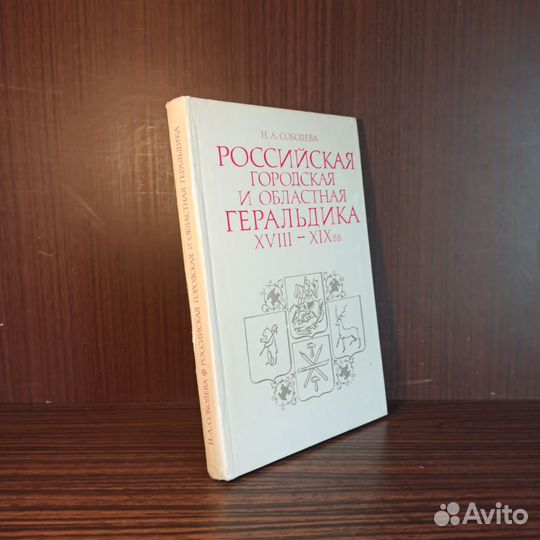 Н.А. СОБОЛЕВА
РОССИЙСКАЯ
ГОРОДСКАЯ
И ОБЛАСТНАЯ
ГЕРАЛЬДИКА
XVIII – XIX ВВ
Н.А. СОБОЛЕВА РОССИЙСКАЯ ГОРОДСКАЯ И ОБЛАСТНАЯ ГЕРАЛЬДИКА
Avito